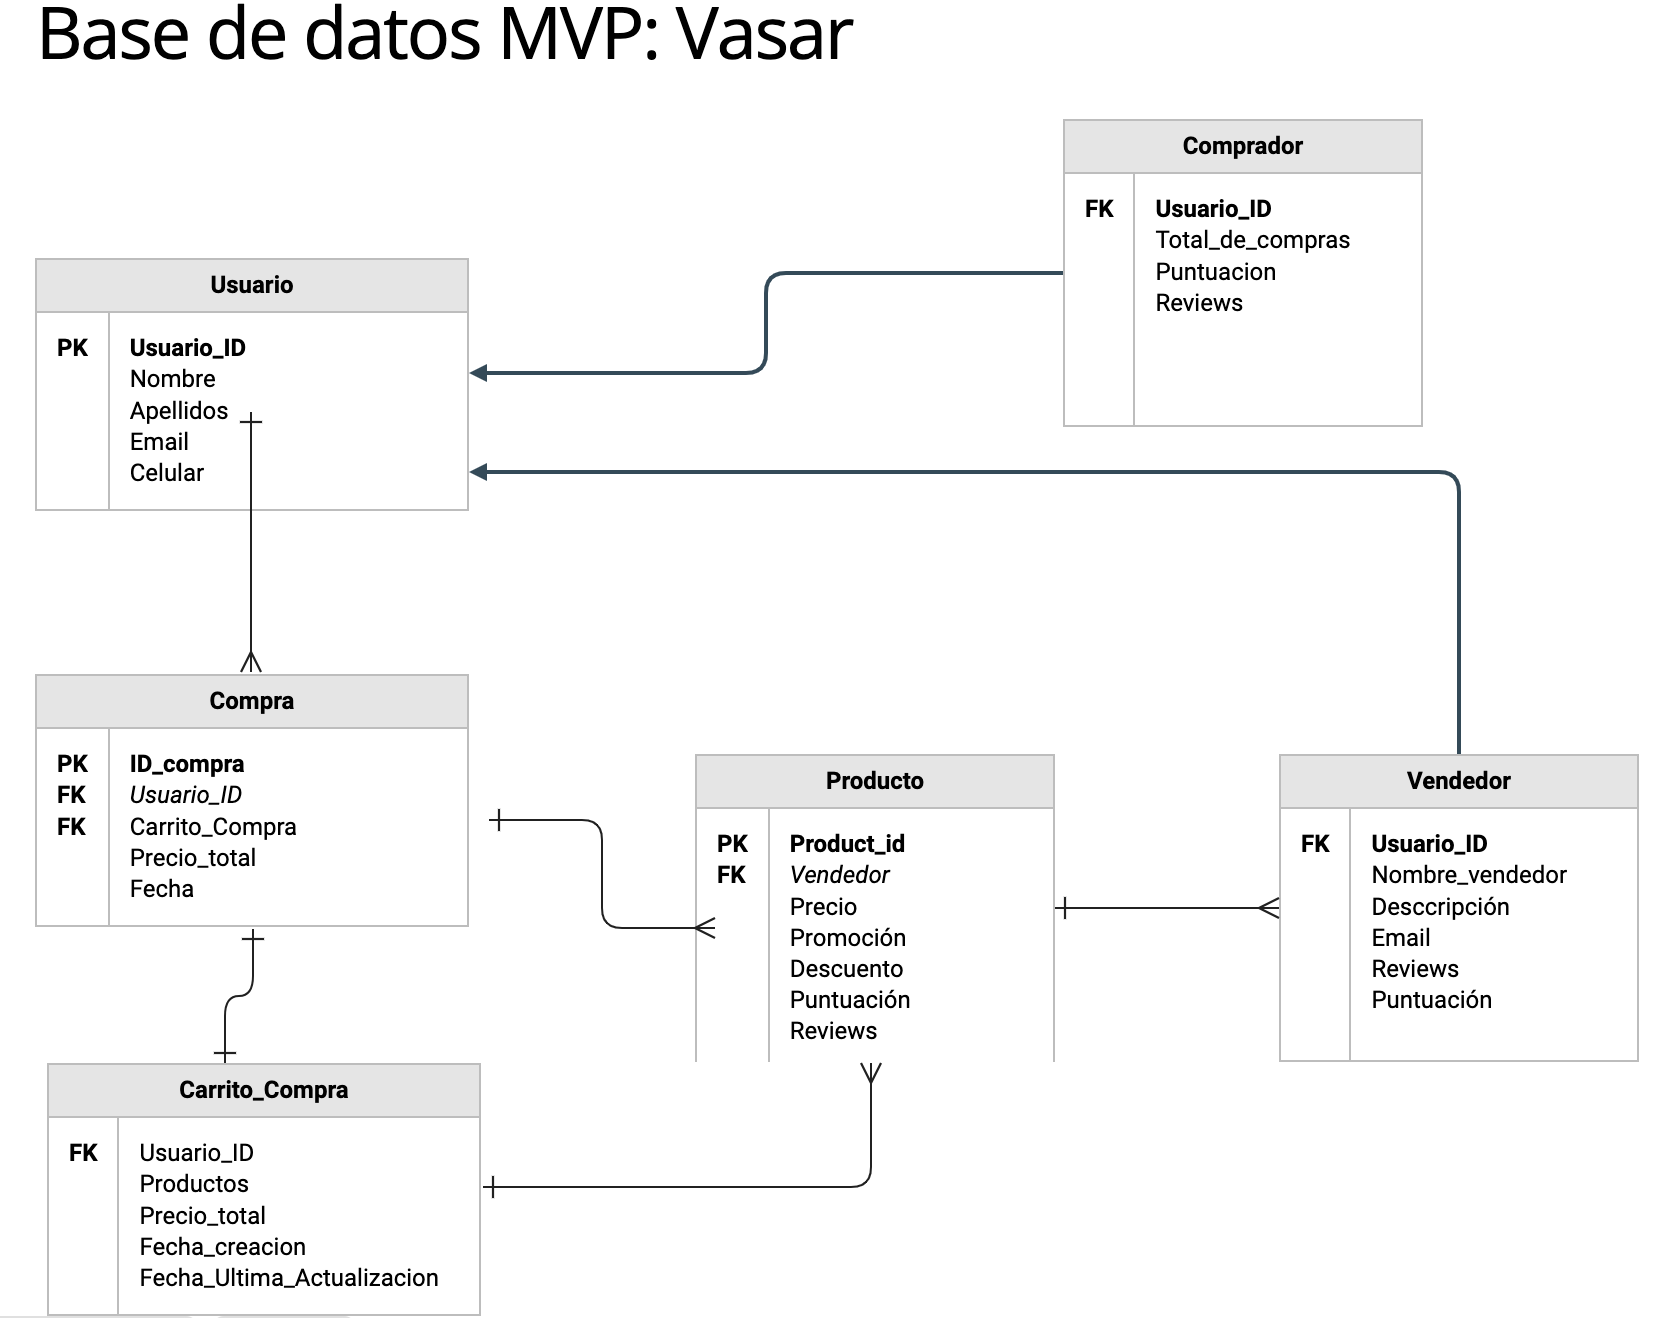 Base de datos MVP: Vasar
Comprador
FK Usuario_ID
Total_de_compras
Puntuacion
Reviews
Usuario
PK Usuario_ID
Nombre
Apellidos
Email
Celular
Compra
PK ID_compra
FK Usuario_ID
FK Carrito_Compra
Precio_total
Fecha
Producto
PK Product_id
FK Vendedor
Precio
Promoción
Descuento
Puntuación
Reviews
Vendedor
FK Usuario_ID
Nombre_vendedor
Desccripción
Email
Reviews
Puntuación
Carrito_Compra
FK Usuario_ID
Productos
Precio_total
Fecha_creacion
Fecha_Ultima_Actualizacion